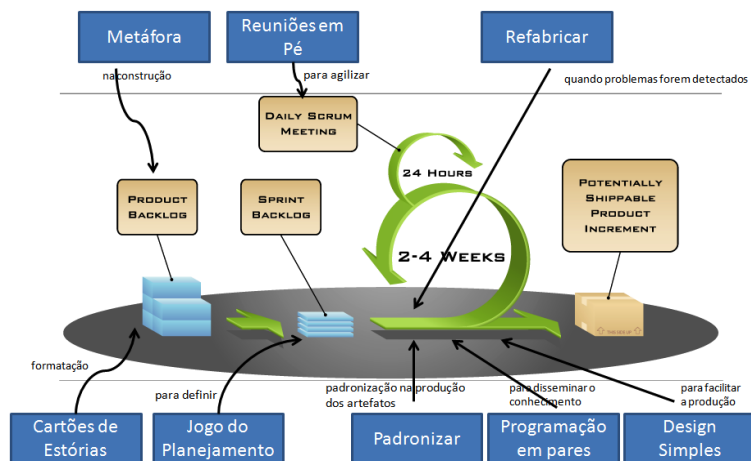 Metáfora
Reuniões em
Pé
Refabricar
na construção
para agilizar
quando problemas forem detectados
DAILY SCRUM
MEETING
24 HOURS
PRODUCT
BACKLOG
SPRINT
BACKLOG
POTENTIALLY
SHIPPABLE
PRODUCT
INCREMENT
2-4 WEEKS
formatação
para definir
padronização na produção
dos artefatos
para disseminar o
conhecimento
para facilitar
a produção
Cartões de
Estórias
Jogo do
Planejamento
Padronizar
Programação
em pares
Design
Simples